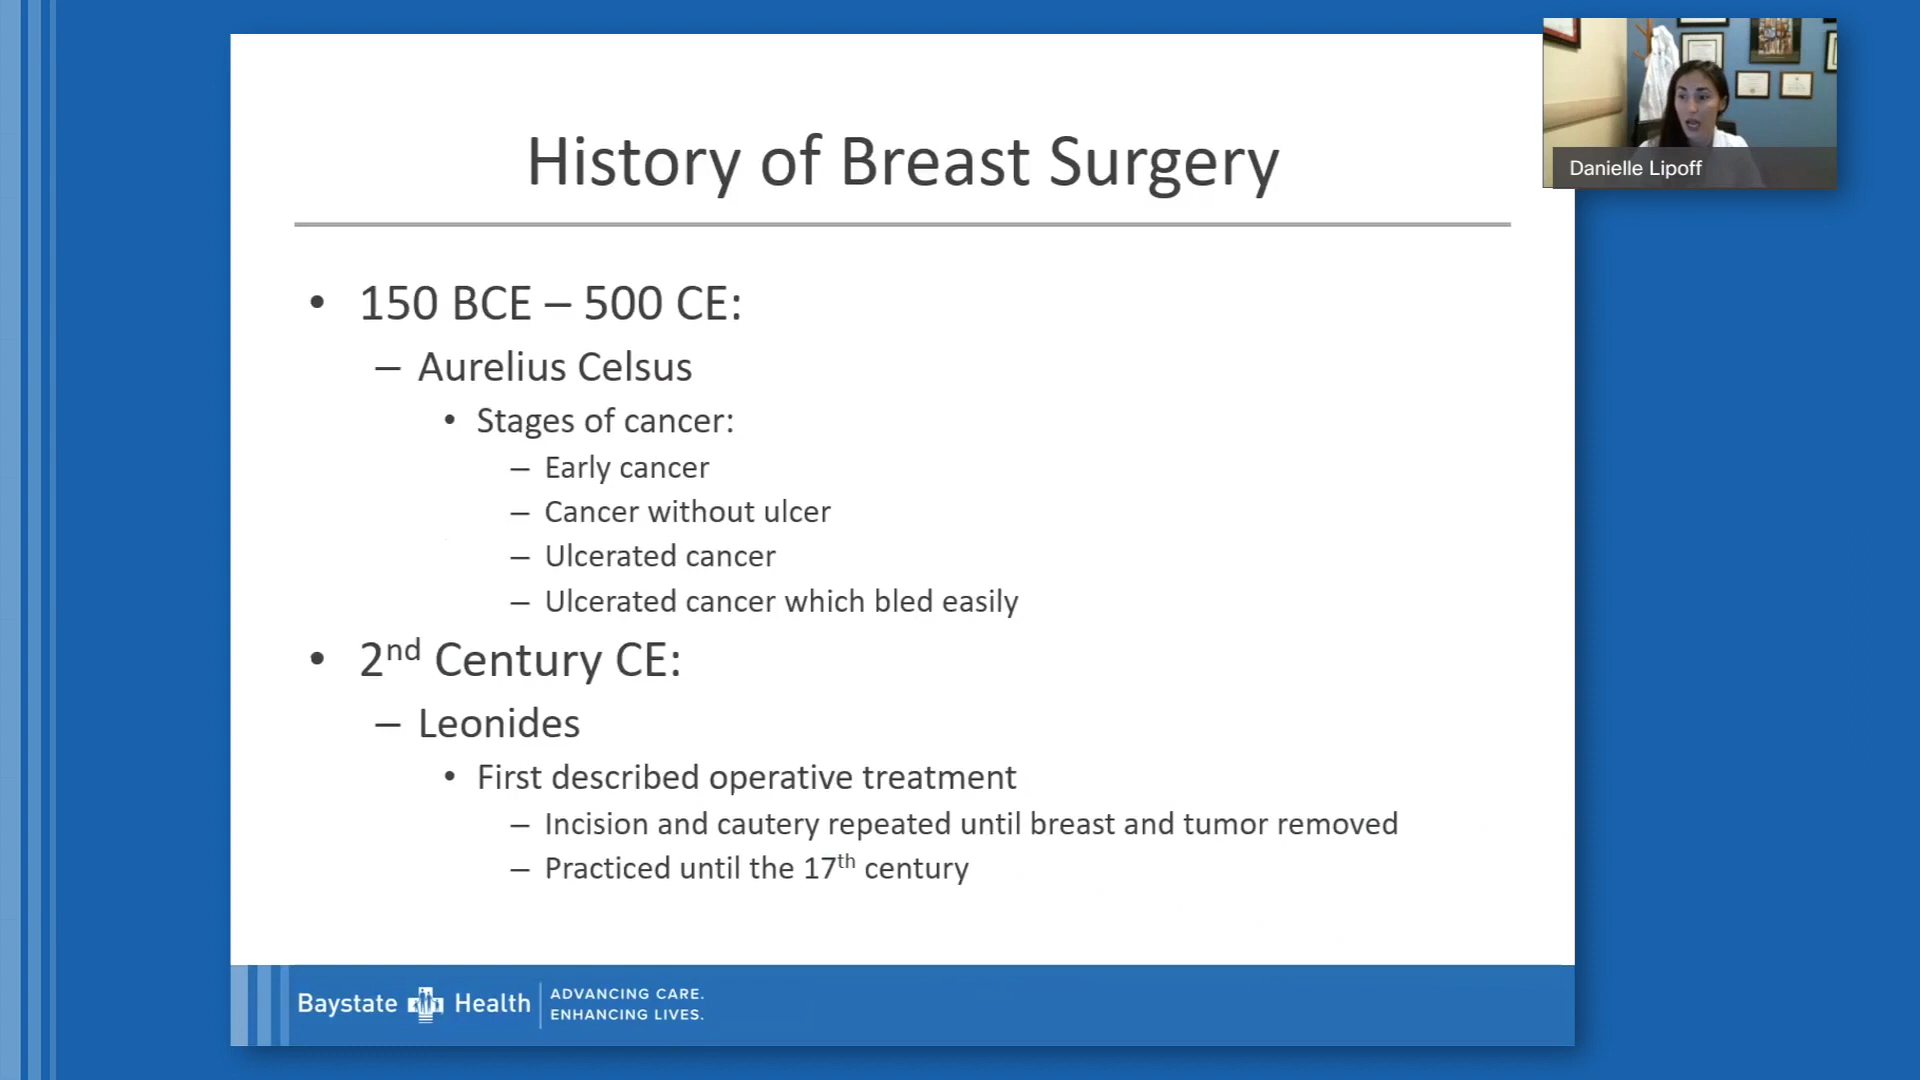 History of Breast Surgery
Danielle Lipoff
• 150 BCE – 500 CE:
– Aurelius Celsus
• Stages of cancer:
– Early cancer
– Cancer without ulcer
– Ulcerated cancer
– Ulcerated cancer which bled easily
• 2nd Century CE:
– Leonides
• First described operative treatment
– Incision and cautery repeated until breast and tumor removed
– Practiced until the 17th century
Baystate Health
ADVANCING CARE.
ENHANCING LIVES.